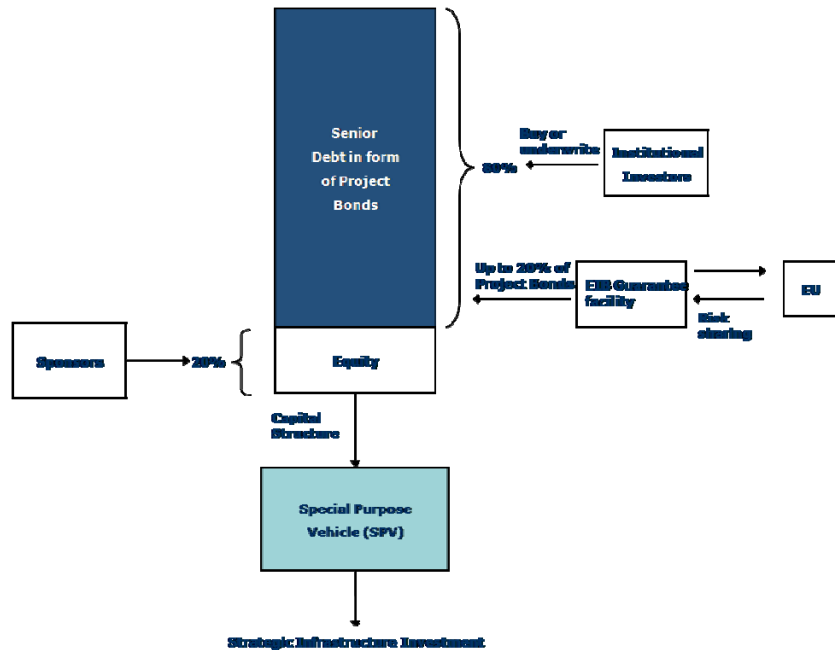 Senior
Debt in form
of Project
Bonds
80%
Buy or
underwrite
Institutional
Investors
Up to 20% of
Project Bonds
EIB Guarantee
facility
EU
Risk
sharing
Sponsors
20%
Equity
Capital
Structure
Special Purpose
Vehicle (SPV)
Strategic Infrastructure Investment